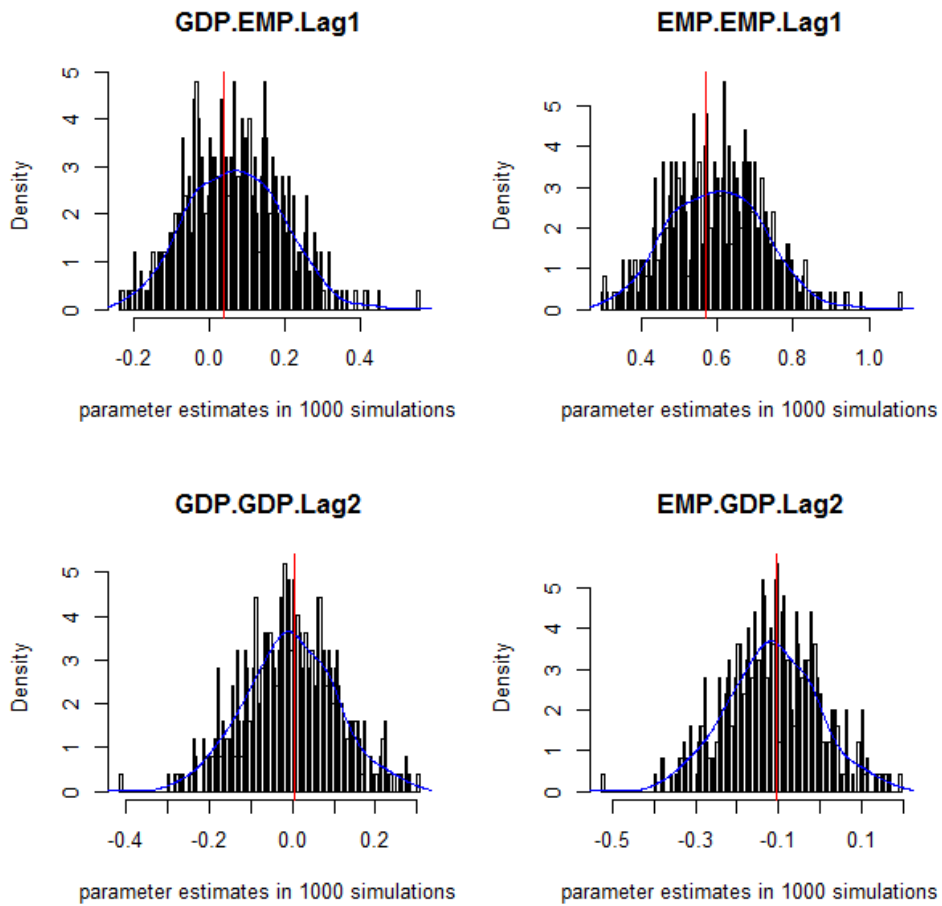 GDP.EMP.Lag1
Density
0 1 2 3 4 5
-0.2 0.0 0.2 0.4
parameter estimates in 1000 simulations
EMP.EMP.Lag1
Density
0 1 2 3 4 5
0.4 0.6 0.8 1.0
parameter estimates in 1000 simulations
GDP.GDP.Lag2
Density
0 1 2 3 4 5
-0.4 -0.2 0.0 0.2
parameter estimates in 1000 simulations
EMP.GDP.Lag2
Density
0 1 2 3 4 5
-0.5 -0.3 -0.1 0.1
parameter estimates in 1000 simulations